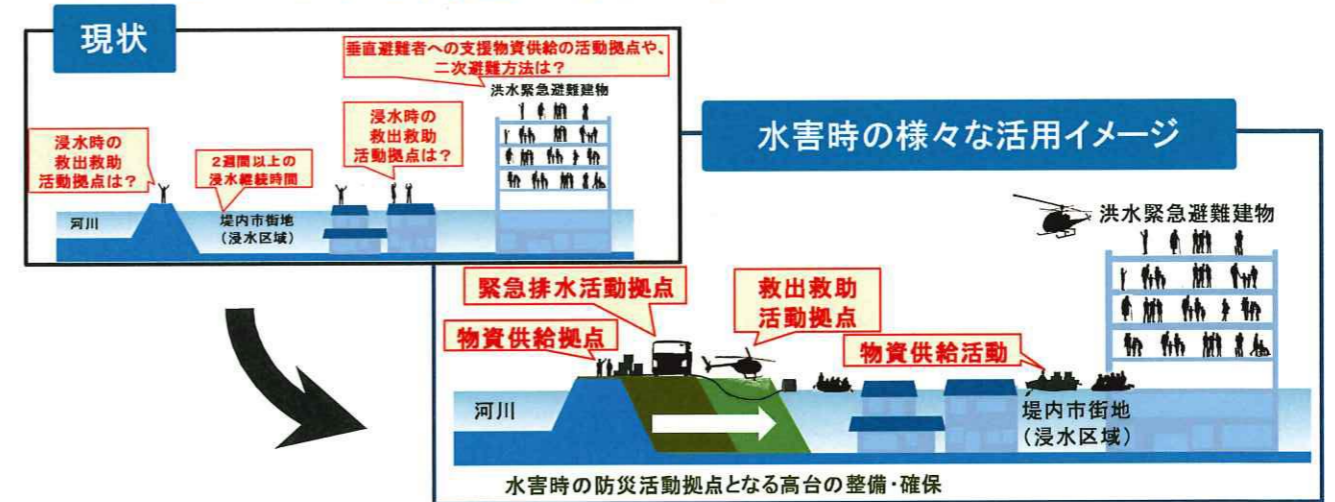 現状
垂直避難者への支援物資供給の活動拠点や、
二次避難方法は？
洪水緊急避難建物
浸水時の
救出救助
活動拠点は？
2週間以上の
浸水継続時間
浸水時の
救出救助
活動拠点は？
河川
堤内市街地
（浸水区域）
水害時の様々な活用イメージ
洪水緊急避難建物
緊急排水活動拠点
救出救助
活動拠点
物資供給拠点
物資供給活動
河川
堤内市街地
（浸水区域）
水害時の防災活動拠点となる高台の整備・確保